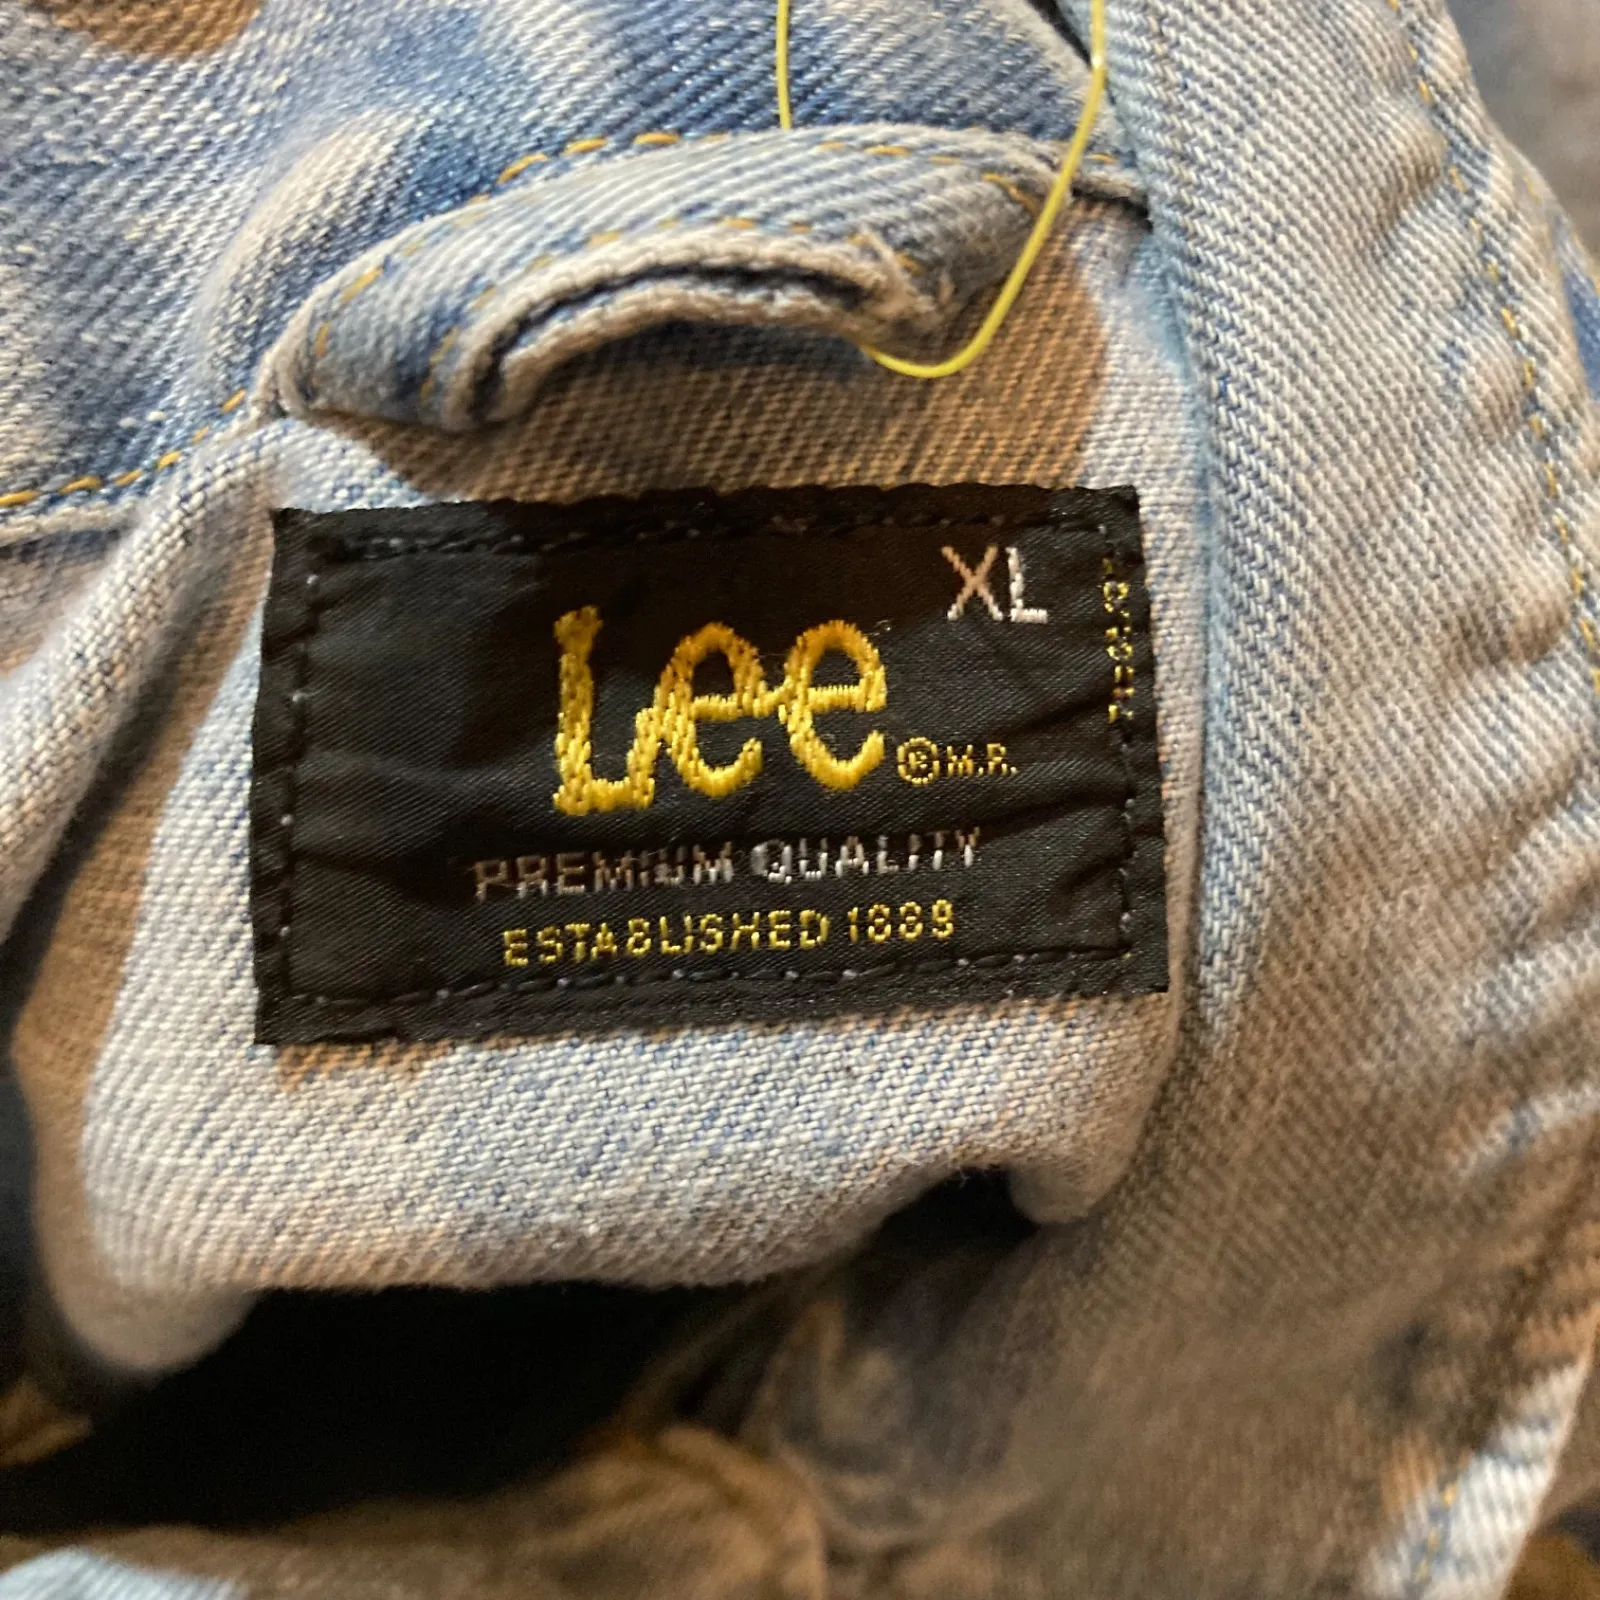 XL
Lee ® M.R.
PREMIUM QUALITY
ESTABLISHED 1889